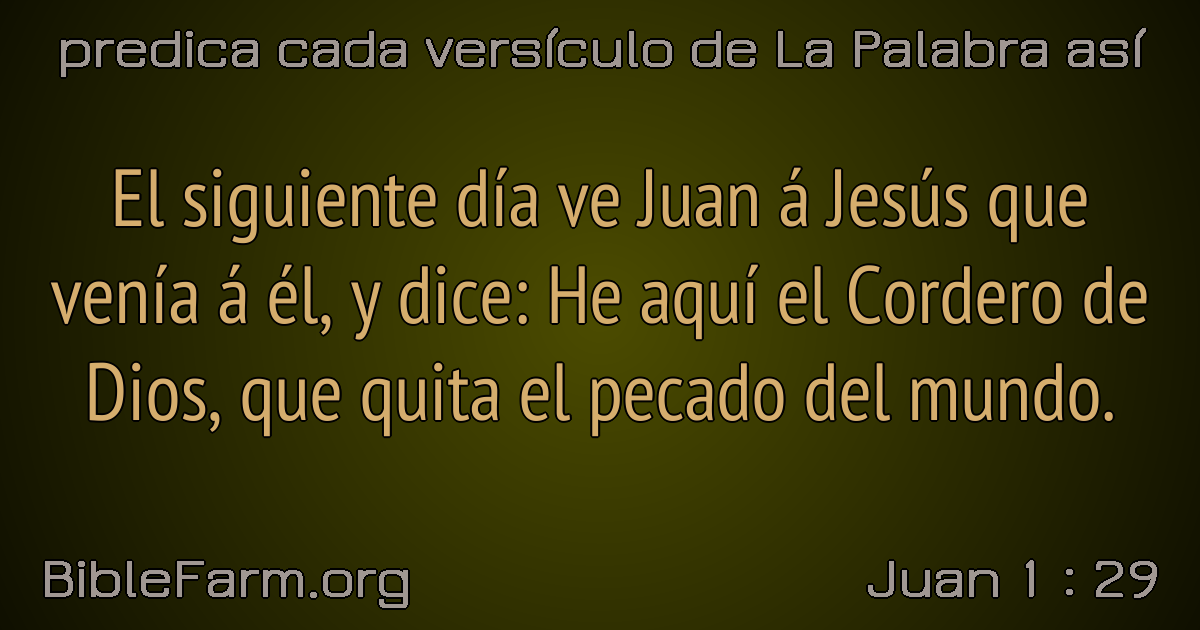 predica cada versículo de La Palabra así
El siguiente día ve Juan á Jesús que
venía á él, y dice: He aquí el Cordero de
Dios, que quita el pecado del mundo.
BibleFarm.org
Juan 1 : 29